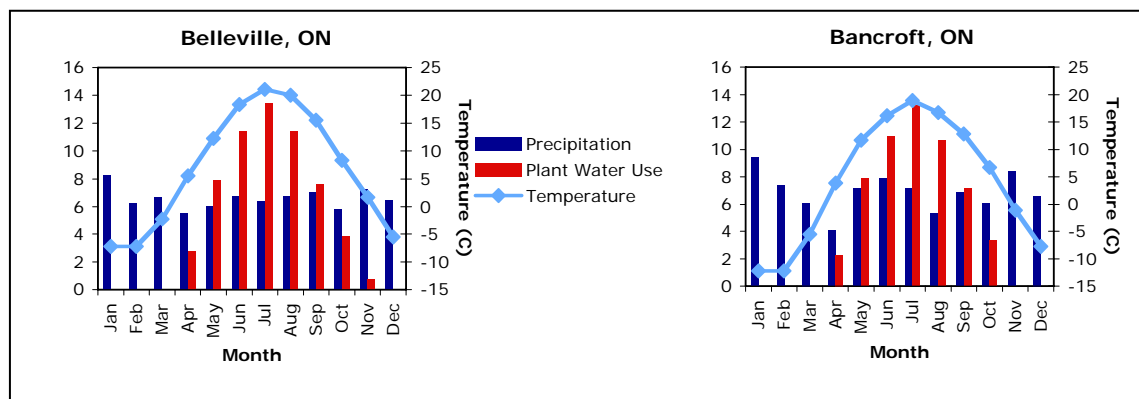 Belleville, ON
16
14
12
10
8
6
4
2
0
25
20
15
10
5
0
-5
-10
-15
Temperature (C)
Jan
Feb
Mar
Apr
May
Jun
Jul
Aug
Sep
Oct
Nov
Dec
Month
Precipitation
Plant Water Use
Temperature
Bancroft, ON
16
14
12
10
8
6
4
2
0
25
20
15
10
5
0
-5
-10
-15
Temperature (C)
Jan
Feb
Mar
Apr
May
Jun
Jul
Aug
Sep
Oct
Nov
Dec
Month